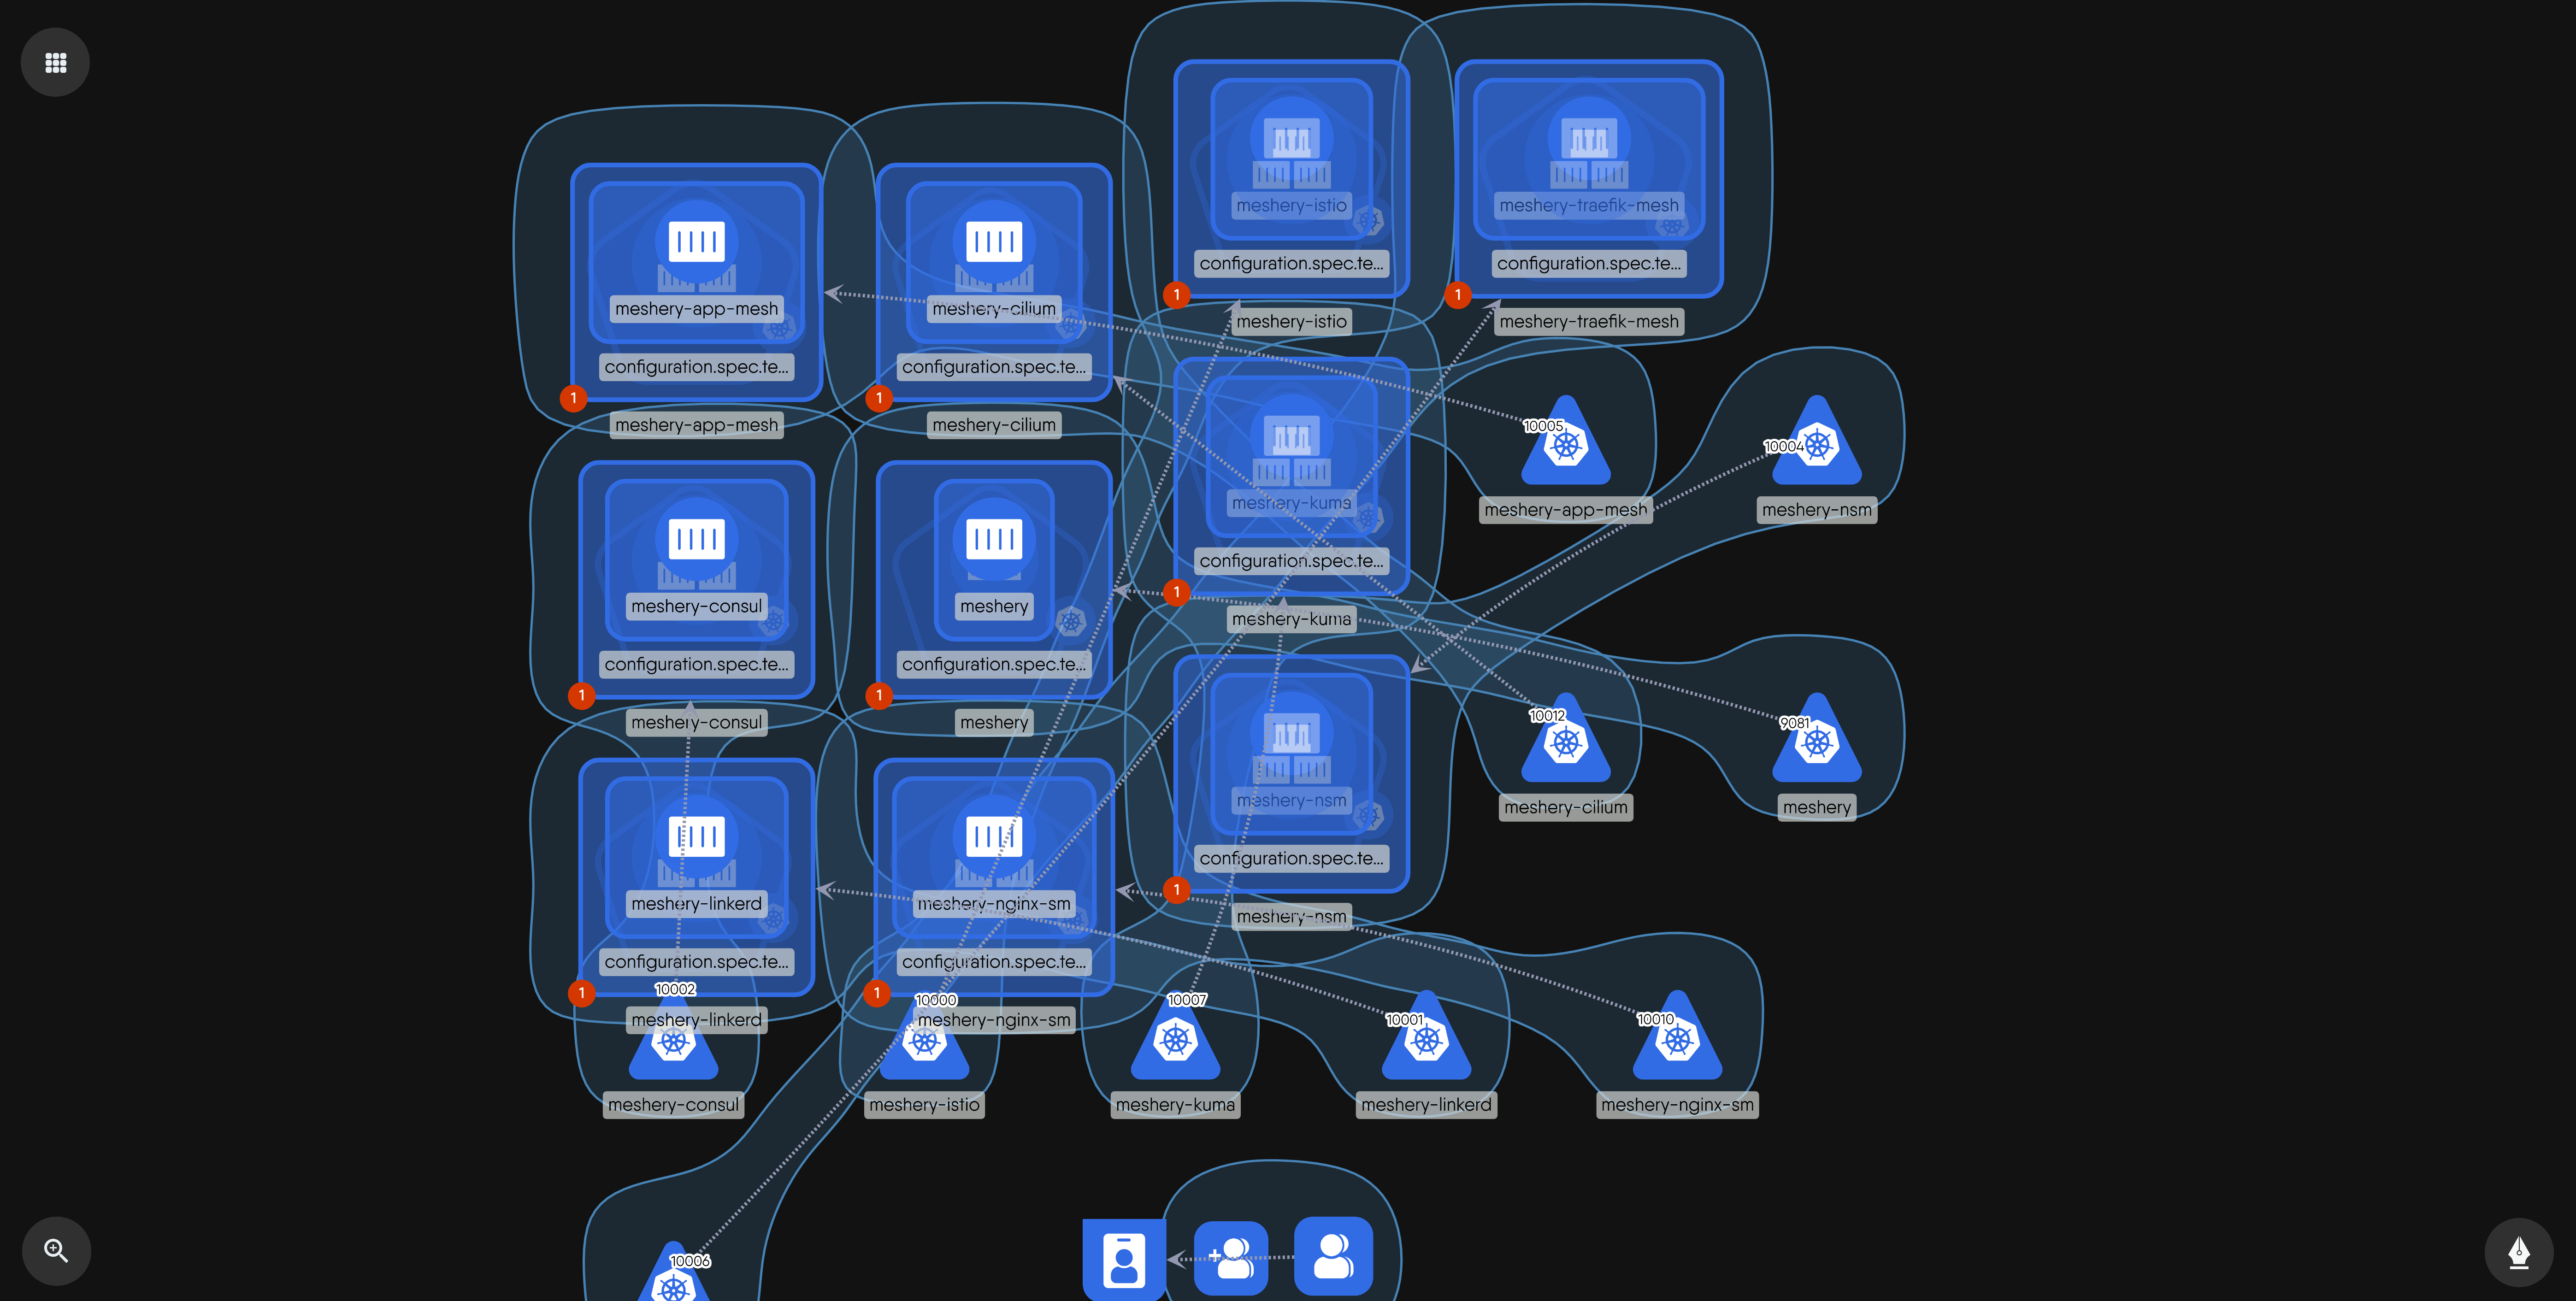 meshery-istio
configuration.spec.te...
1
meshery-istio
meshery-traefik-mesh
configuration.spec.te...
1
meshery-traefik-mesh
meshery-app-mesh
configuration.spec.te...
1
meshery-app-mesh
meshery-cilium
configuration.spec.te...
1
meshery-cilium
meshery-kuma
configuration.spec.te...
1
meshery-kuma
10005
meshery-app-mesh
10004
meshery-nsm
meshery-consul
configuration.spec.te...
1
meshery-consul
meshery
configuration.spec.te...
1
meshery
meshery-nsm
configuration.spec.te...
1
meshery-nsm
10012
meshery-cilium
9081
meshery
meshery-linkerd
configuration.spec.te...
1
meshery-linkerd
meshery-nginx-sm
configuration.spec.te...
1
meshery-nginx-sm
10002
meshery-consul
10000
meshery-istio
10007
meshery-kuma
10001
meshery-linkerd
10010
meshery-nginx-sm
10006